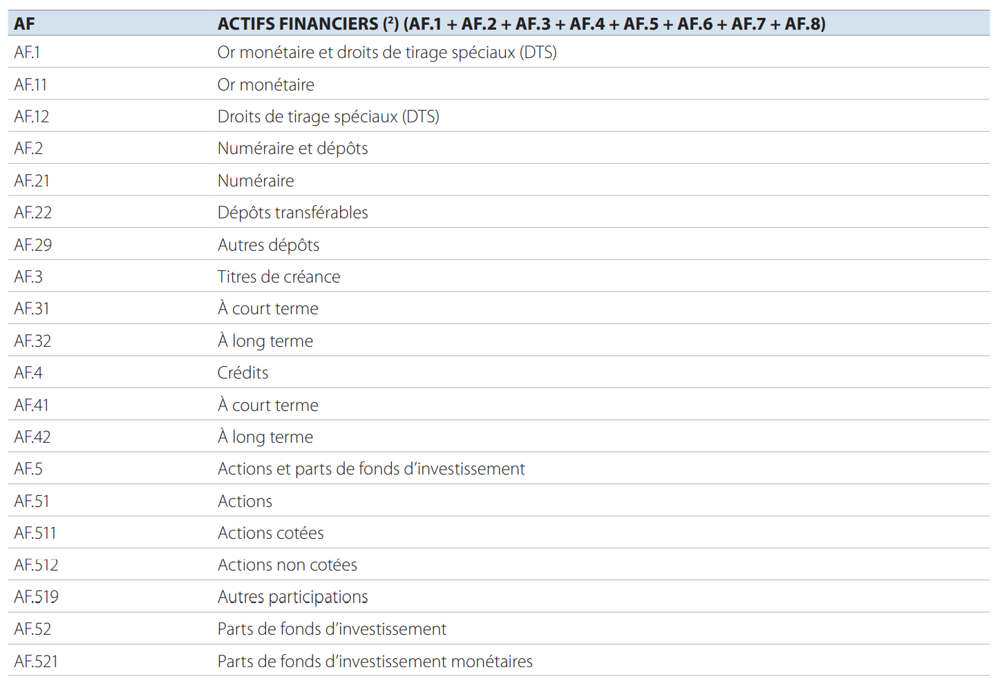 AF ACTIFS FINANCIERS (²) (AF.1 + AF.2 + AF.3 + AF.4 + AF.5 + AF.6 + AF.7 + AF.8)
AF.1 Or monétaire et droits de tirage spéciaux (DTS)
AF.11 Or monétaire
AF.12 Droits de tirage spéciaux (DTS)
AF.2 Numéraire et dépôts
AF.21 Numéraire
AF.22 Dépôts transférables
AF.29 Autres dépôts
AF.3 Titres de créance
AF.31 À court terme
AF.32 À long terme
AF.4 Crédits
AF.41 À court terme
AF.42 À long terme
AF.5 Actions et parts de fonds d’investissement
AF.51 Actions
AF.511 Actions cotées
AF.512 Actions non cotées
AF.519 Autres participations
AF.52 Parts de fonds d’investissement
AF.521 Parts de fonds d’investissement monétaires